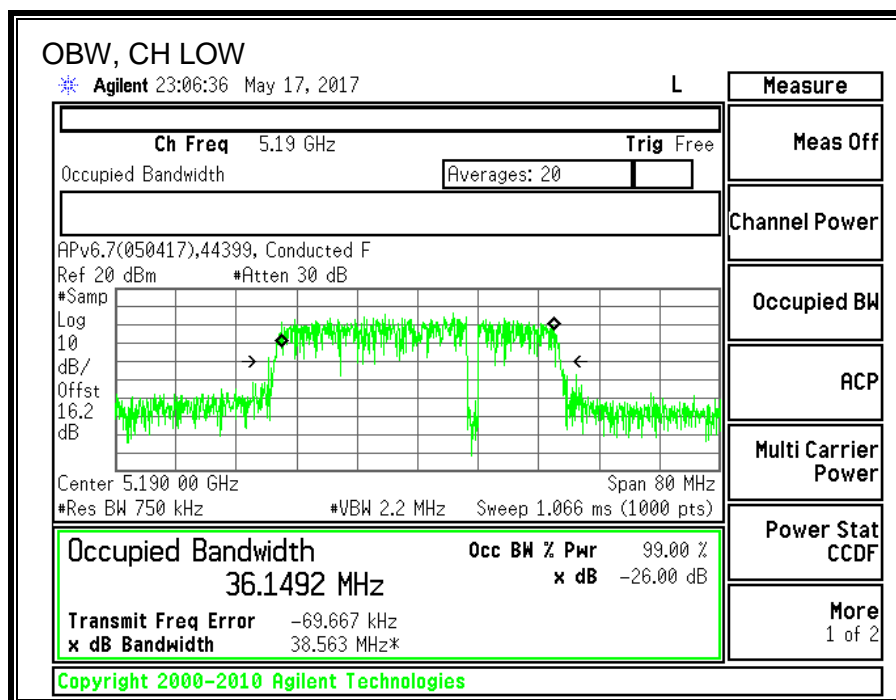 OBW, CH LOW
Agilent 23:06:36 May 17, 2017 L
Measure
Ch Freq 5.19 GHz Trig Free
Meas Off
Occupied Bandwidth Averages: 20
Channel Power
APv6.7(050417),44399, Conducted F
Ref 20 dBm #Atten 30 dB
#Samp
Log
10
dB/
Offst
16.2
dB
Occupied BW
ACP
Multi Carrier
Power
Center 5.190 00 GHz Span 80 MHz
#Res BW 750 kHz #VBW 2.2 MHz Sweep 1.066 ms (1000 pts)
Power Stat
CCDF
Occupied Bandwidth Occ BW % Pwr 99.00 %
36.1492 MHz x dB -26.00 dB
Transmit Freq Error -69.667 kHz
x dB Bandwidth 38.563 MHz*
More
1 of 2
Copyright 2000-2010 Agilent Technologies